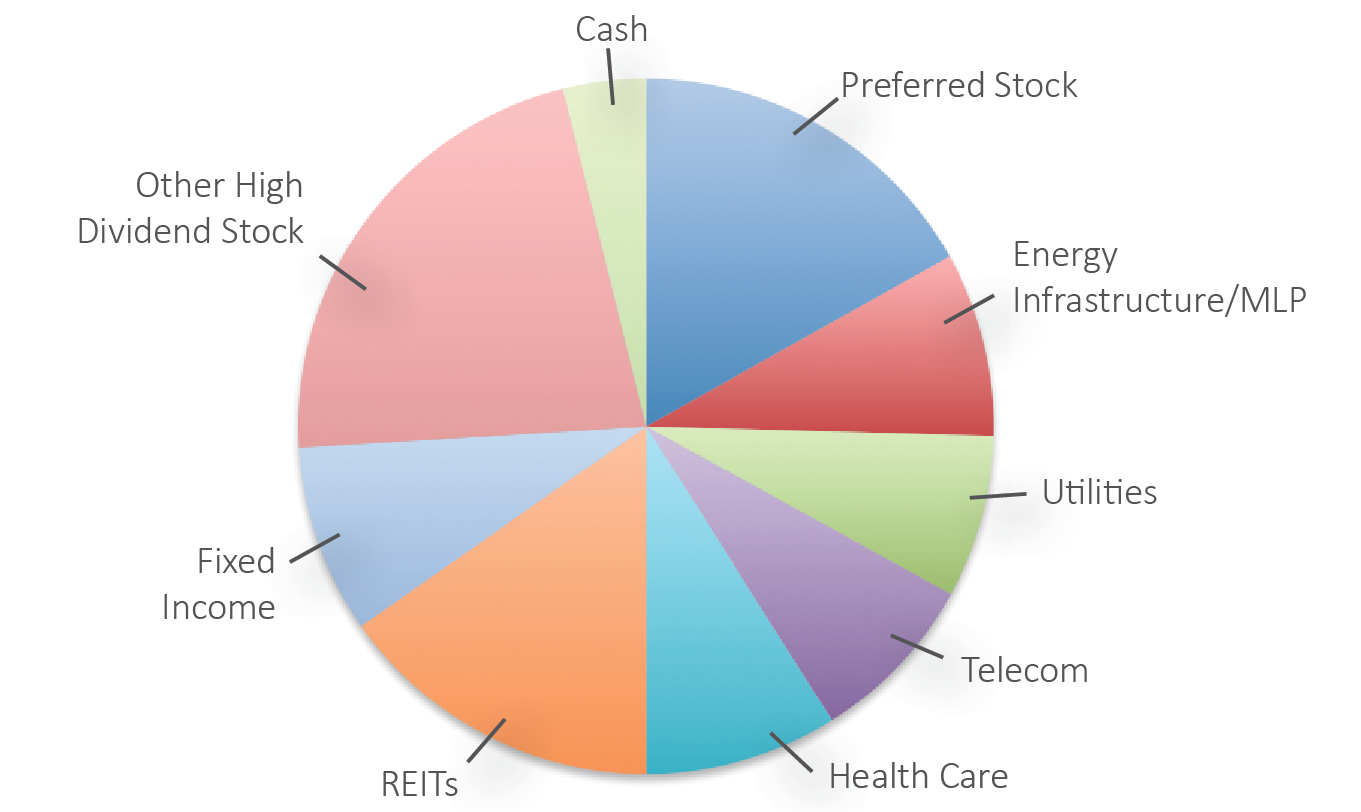 Cash
Preferred Stock
Other High
Dividend Stock
Energy
Infrastructure/MLP
Utilities
Fixed
Income
Telecom
REITs
Health Care